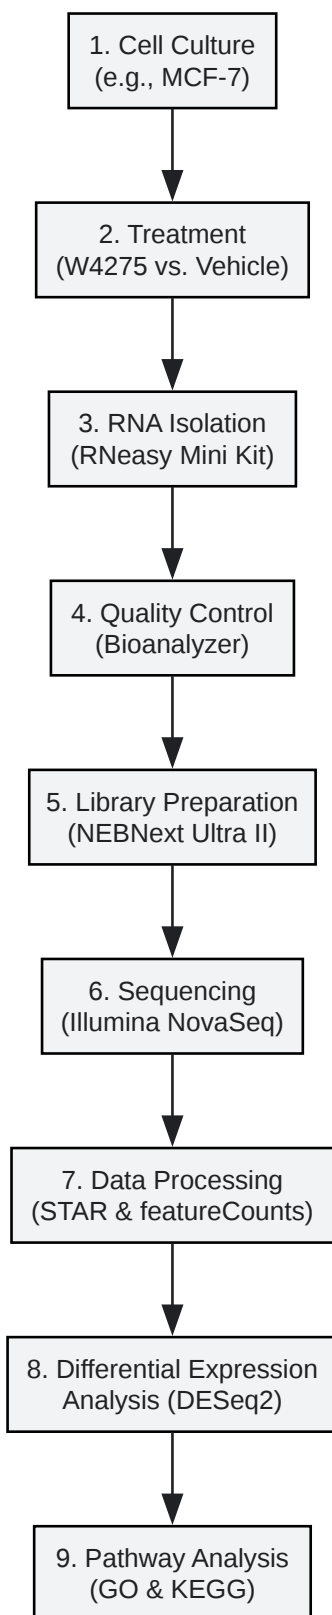 1. Cell Culture
(e.g., MCF-7)
2. Treatment
(W4275 vs. Vehicle)
3. RNA Isolation
(RNeasy Mini Kit)
4. Quality Control
(Bioanalyzer)
5. Library Preparation
(NEBNext Ultra II)
6. Sequencing
(Illumina NovaSeq)
7. Data Processing
(STAR & featureCounts)
8. Differential Expression
Analysis (DESeq2)
9. Pathway Analysis
(GO & KEGG)